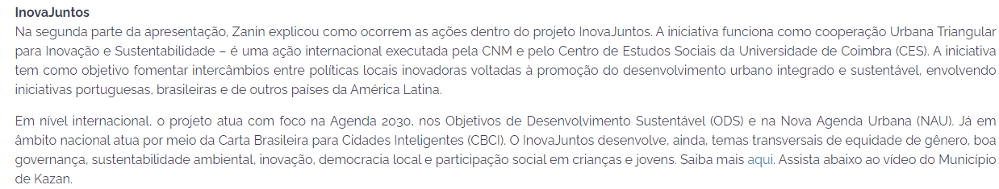 InovaJuntos
Na segunda parte da apresentação, Zanin explicou como ocorrem as ações dentro do projeto InovaJuntos. A iniciativa funciona como cooperação Urbana Triangular
para Inovação e Sustentabilidade – é uma ação internacional executada pela CNM e pelo Centro de Estudos Sociais da Universidade de Coimbra (CES). A iniciativa
tem como objetivo fomentar intercâmbios entre políticas locais inovadoras voltadas à promoção do desenvolvimento urbano integrado e sustentável, envolvendo
iniciativas portuguesas, brasileiras e de outros países da América Latina.
Em nível internacional, o projeto atua com foco na Agenda 2030, nos Objetivos de Desenvolvimento Sustentável (ODS) e na Nova Agenda Urbana (NAU). Já em
âmbito nacional atua por meio da Carta Brasileira para Cidades Inteligentes (CBCI). O InovaJuntos desenvolve, ainda, temas transversais de equidade de gênero, boa
governança, sustentabilidade ambiental, inovação, democracia local e participação social em crianças e jovens. Saiba mais aqui. Assista abaixo ao vídeo do Município
de Kazan.